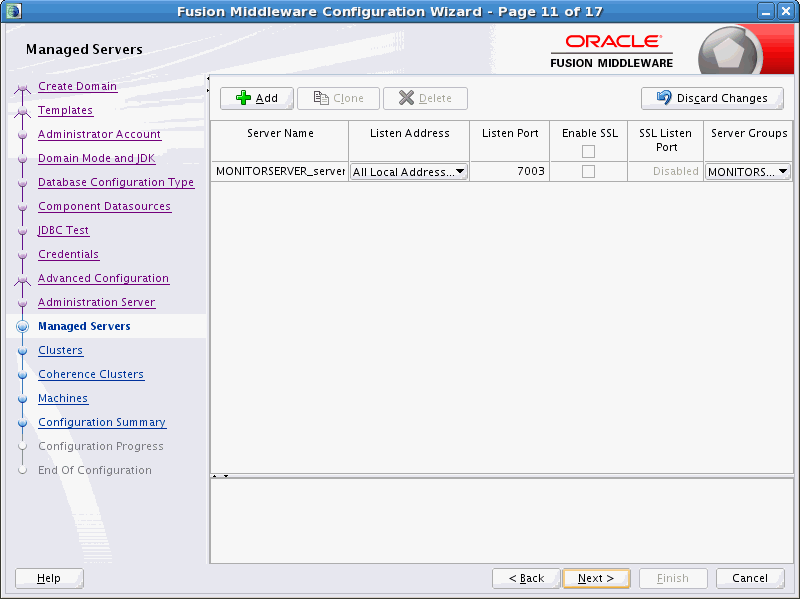 Fusion Middleware Configuration Wizard - Page 11 of 17
Managed Servers
ORACLE
FUSION MIDDLEWARE
Create Domain
Templates
Administrator Account
Domain Mode and JDK
Database Configuration Type
Component Datasources
JDBC Test
Credentials
Advanced Configuration
Administration Server
Managed Servers
Clusters
Coherence Clusters
Machines
Configuration Summary
Configuration Progress
End Of Configuration
Add Clone Delete Discard Changes
Server Name Listen Address Listen Port Enable SSL SSL Listen Port Server Groups
MONITORSERVER_server All Local Address... 7003 Disabled MONITORS...
Help < Back Next > Finish Cancel